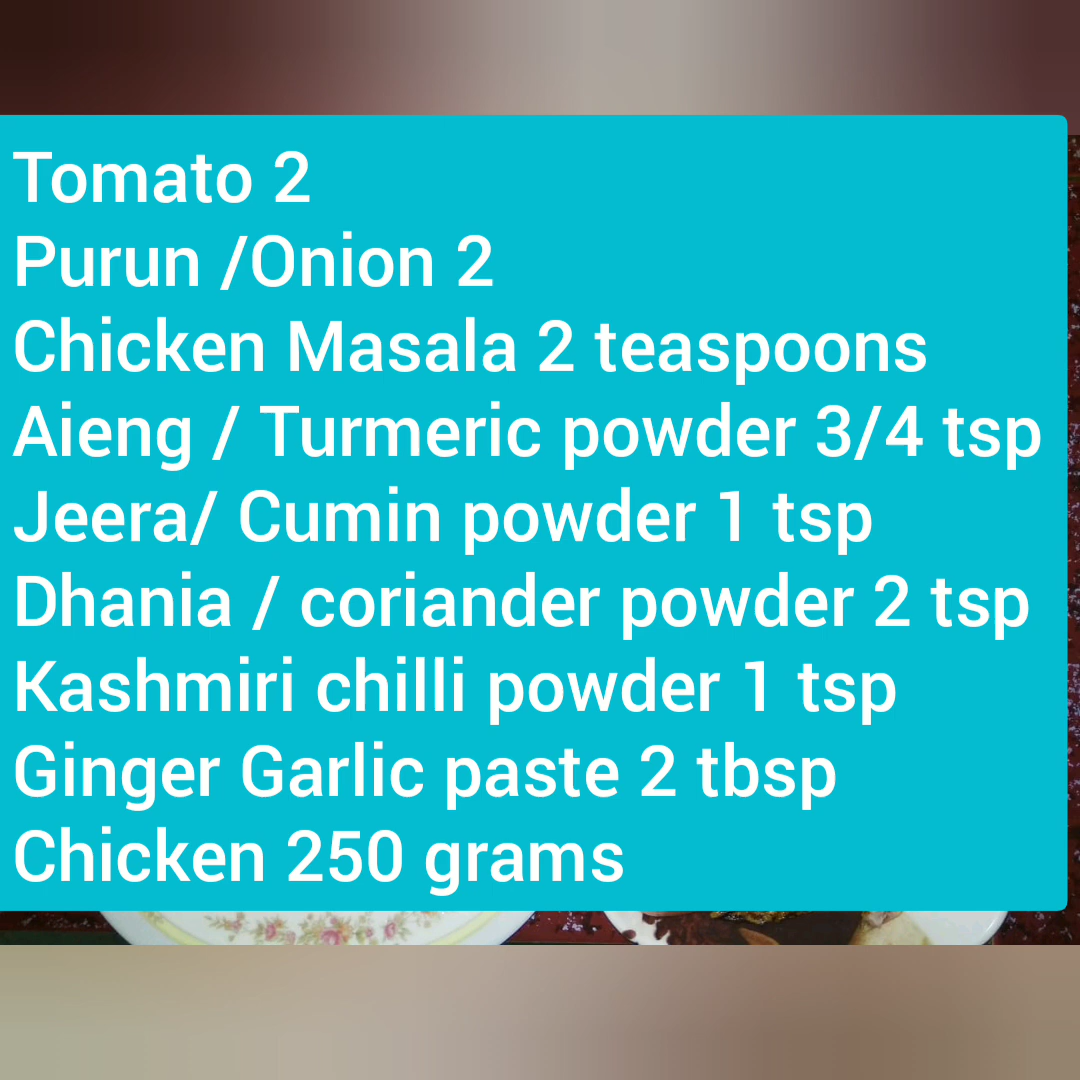 Tomato 2
Purun /Onion 2
Chicken Masala 2 teaspoons
Aieng / Turmeric powder 3/4 tsp
Jeera/ Cumin powder 1 tsp
Dhania / coriander powder 2 tsp
Kashmiri chilli powder 1 tsp
Ginger Garlic paste 2 tbsp
Chicken 250 grams